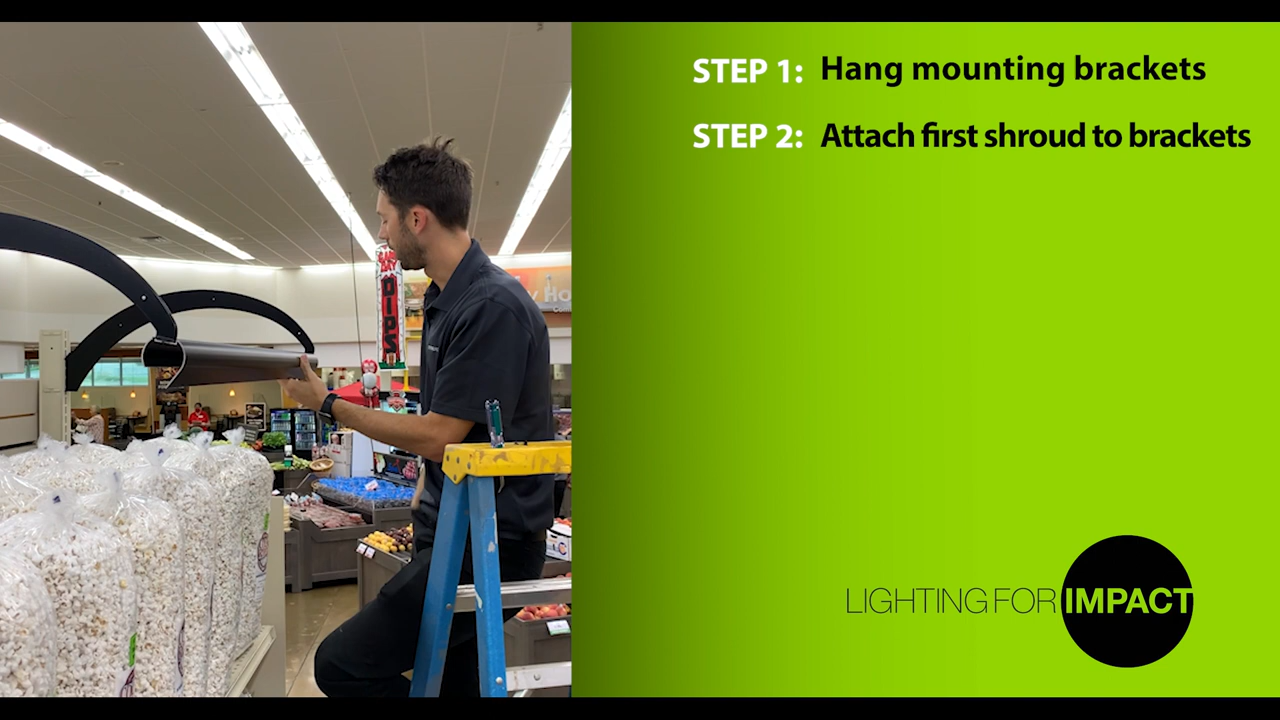 STEP 1: Hang mounting brackets
STEP 2: Attach first shroud to brackets
DIPS
LIGHTING FOR IMPACT